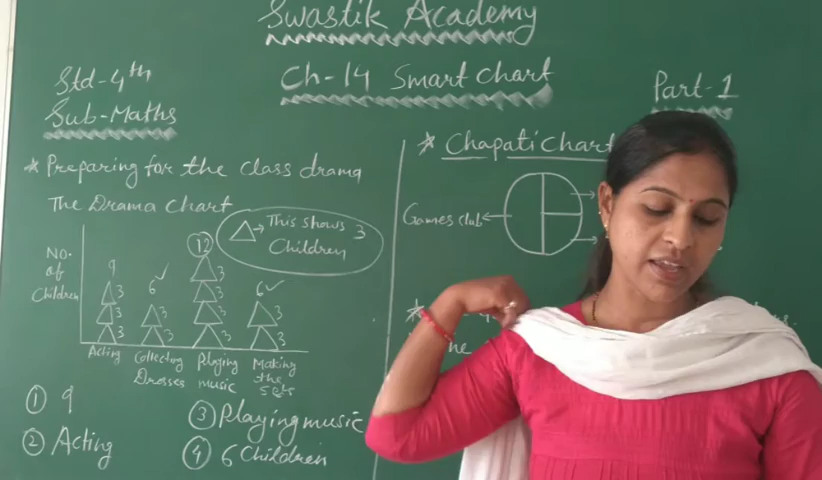 Swastik Academy
Std-4th
Ch-14 Smart Chart
Part-1
Sub-Maths
* Preparing for the class drama
The Drama Chart
→ This shows 3
Children
No.
of
Children
9
6 ✓
12
6 ✓
3
3
3
3
3
3
3
3
3
3
3
Acting
Collecting
Dresses
Playing
music
Making
the
Sets
① 9
② Acting
③ Playing music
④ 6 Children
* Chapati Chart
Games club ←
*